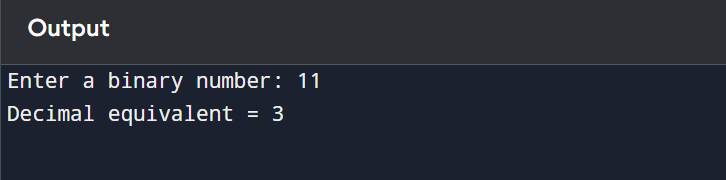 Output
Enter a binary number: 11
Decimal equivalent = 3